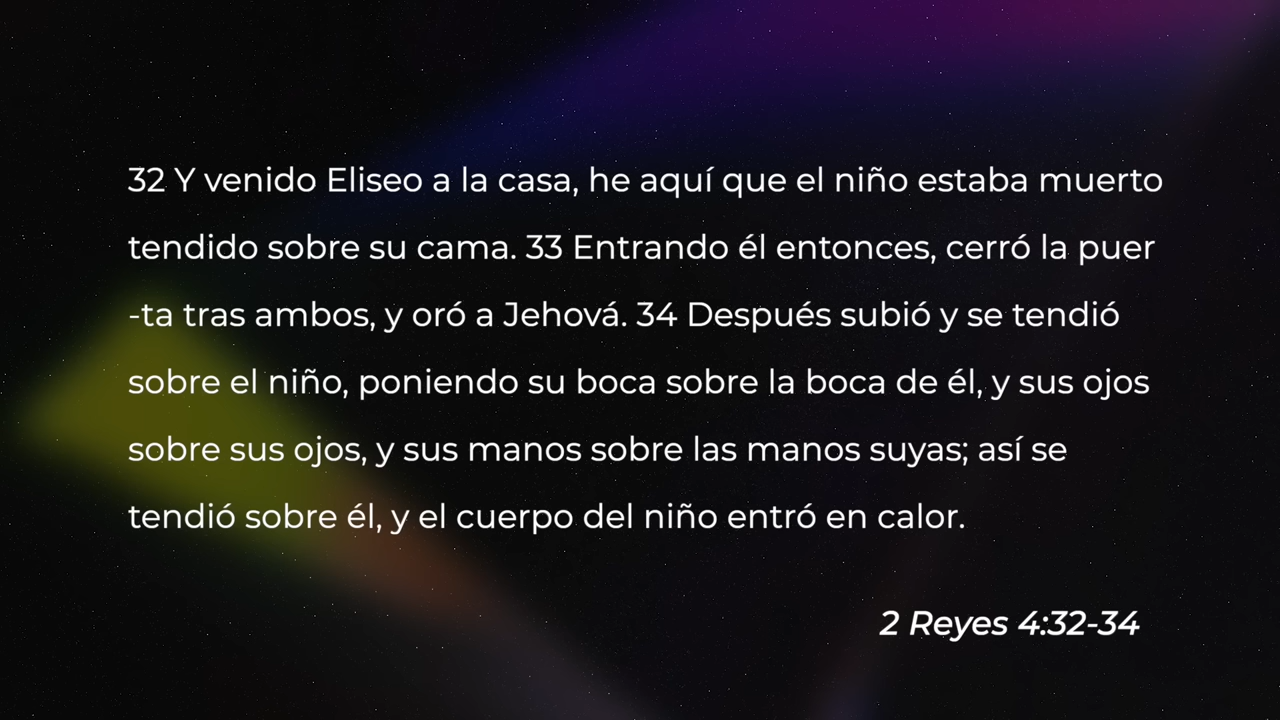 32 Y venido Eliseo a la casa, he aquí que el niño estaba muerto
tendido sobre su cama. 33 Entrando él entonces, cerró la puer
-ta tras ambos, y oró a Jehová. 34 Después subió y se tendió
sobre el niño, poniendo su boca sobre la boca de él, y sus ojos
sobre sus ojos, y sus manos sobre las manos suyas; así se
tendió sobre él, y el cuerpo del niño entró en calor.
2 Reyes 4:32-34